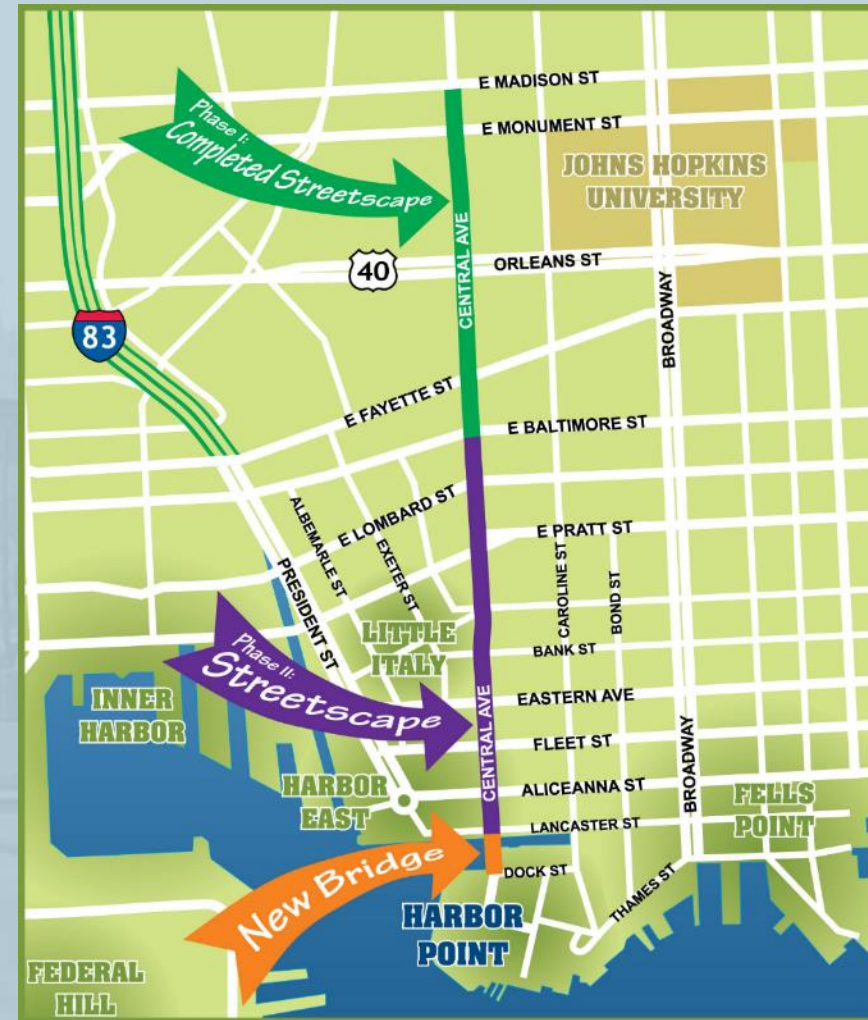 E MADISON ST
Phase I:
Completed Streetscape
E MONUMENT ST
JOHNS HOPKINS
UNIVERSITY
CENTRAL AVE
ORLEANS ST
40
BROADWAY
83
E FAYETTE ST
E BALTIMORE ST
E LOMBARD ST
ALBEMARLE ST
EXETER ST
E PRATT ST
CAROLINE ST
BOND ST
PRESIDENT ST
LITTLE
ITALY
BANK ST
Phase II:
Streetscape
EASTERN AVE
INNER
HARBOR
CENTRAL AVE
FLEET ST
BROADWAY
HARBOR
EAST
ALICEANNA ST
FELLS
POINT
LANCASTER ST
New Bridge
DOCK ST
THAMES ST
HARBOR
POINT
FEDERAL
HILL